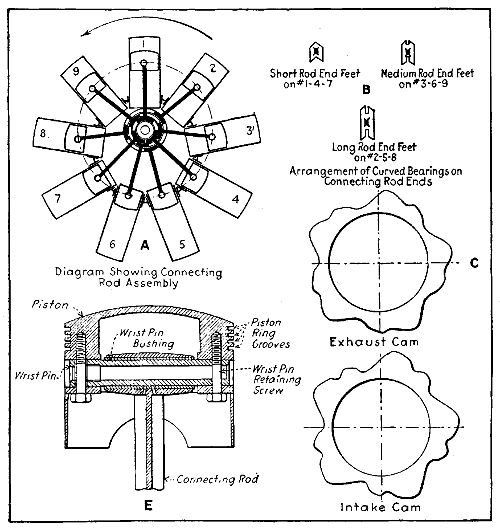 1
2
3
4
5
6
7
8
9
A
Diagram Showing Connecting
Rod Assembly
Short Rod End Feet
on #1-4-7
Medium Rod End Feet
on #3-6-9
B
Long Rod End Feet
on #2-5-8
Arrangement of Curved Bearings on
Connecting Rod Ends
C
Exhaust Cam
Intake Cam
Piston
Wrist Pin
Bushing
Piston
Ring
Grooves
Wrist Pin
Wrist Pin
Retaining
Screw
Connecting Rod
E